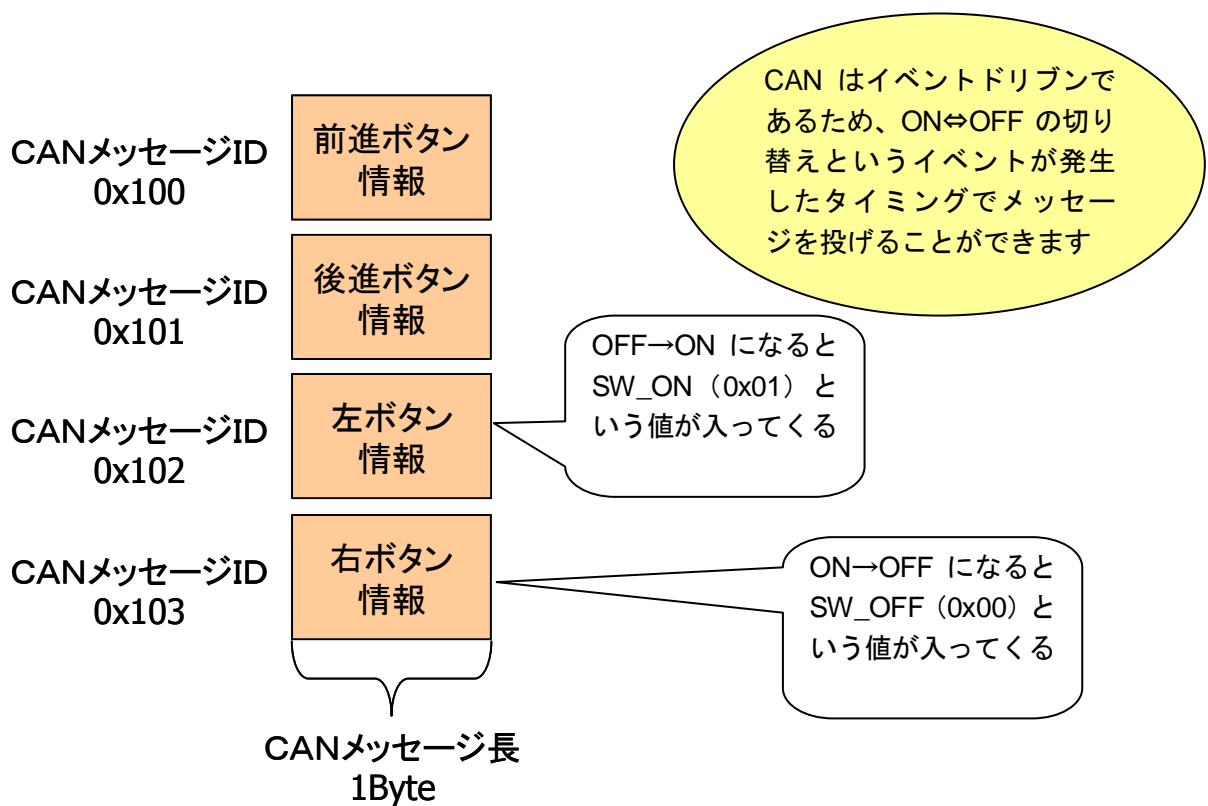 CAN はイベントドリブンで
あるため、ON⇔OFF の切り
替えというイベントが発生
したタイミングでメッセー
ジを投げることができます
CANメッセージID
0x100
前進ボタン
情報
CANメッセージID
0x101
後進ボタン
情報
OFF→ON になると
SW_ON（0x01）と
いう値が入ってくる
CANメッセージID
0x102
左ボタン
情報
CANメッセージID
0x103
右ボタン
情報
ON→OFF になると
SW_OFF（0x00）と
いう値が入ってくる
CANメッセージ長
1Byte